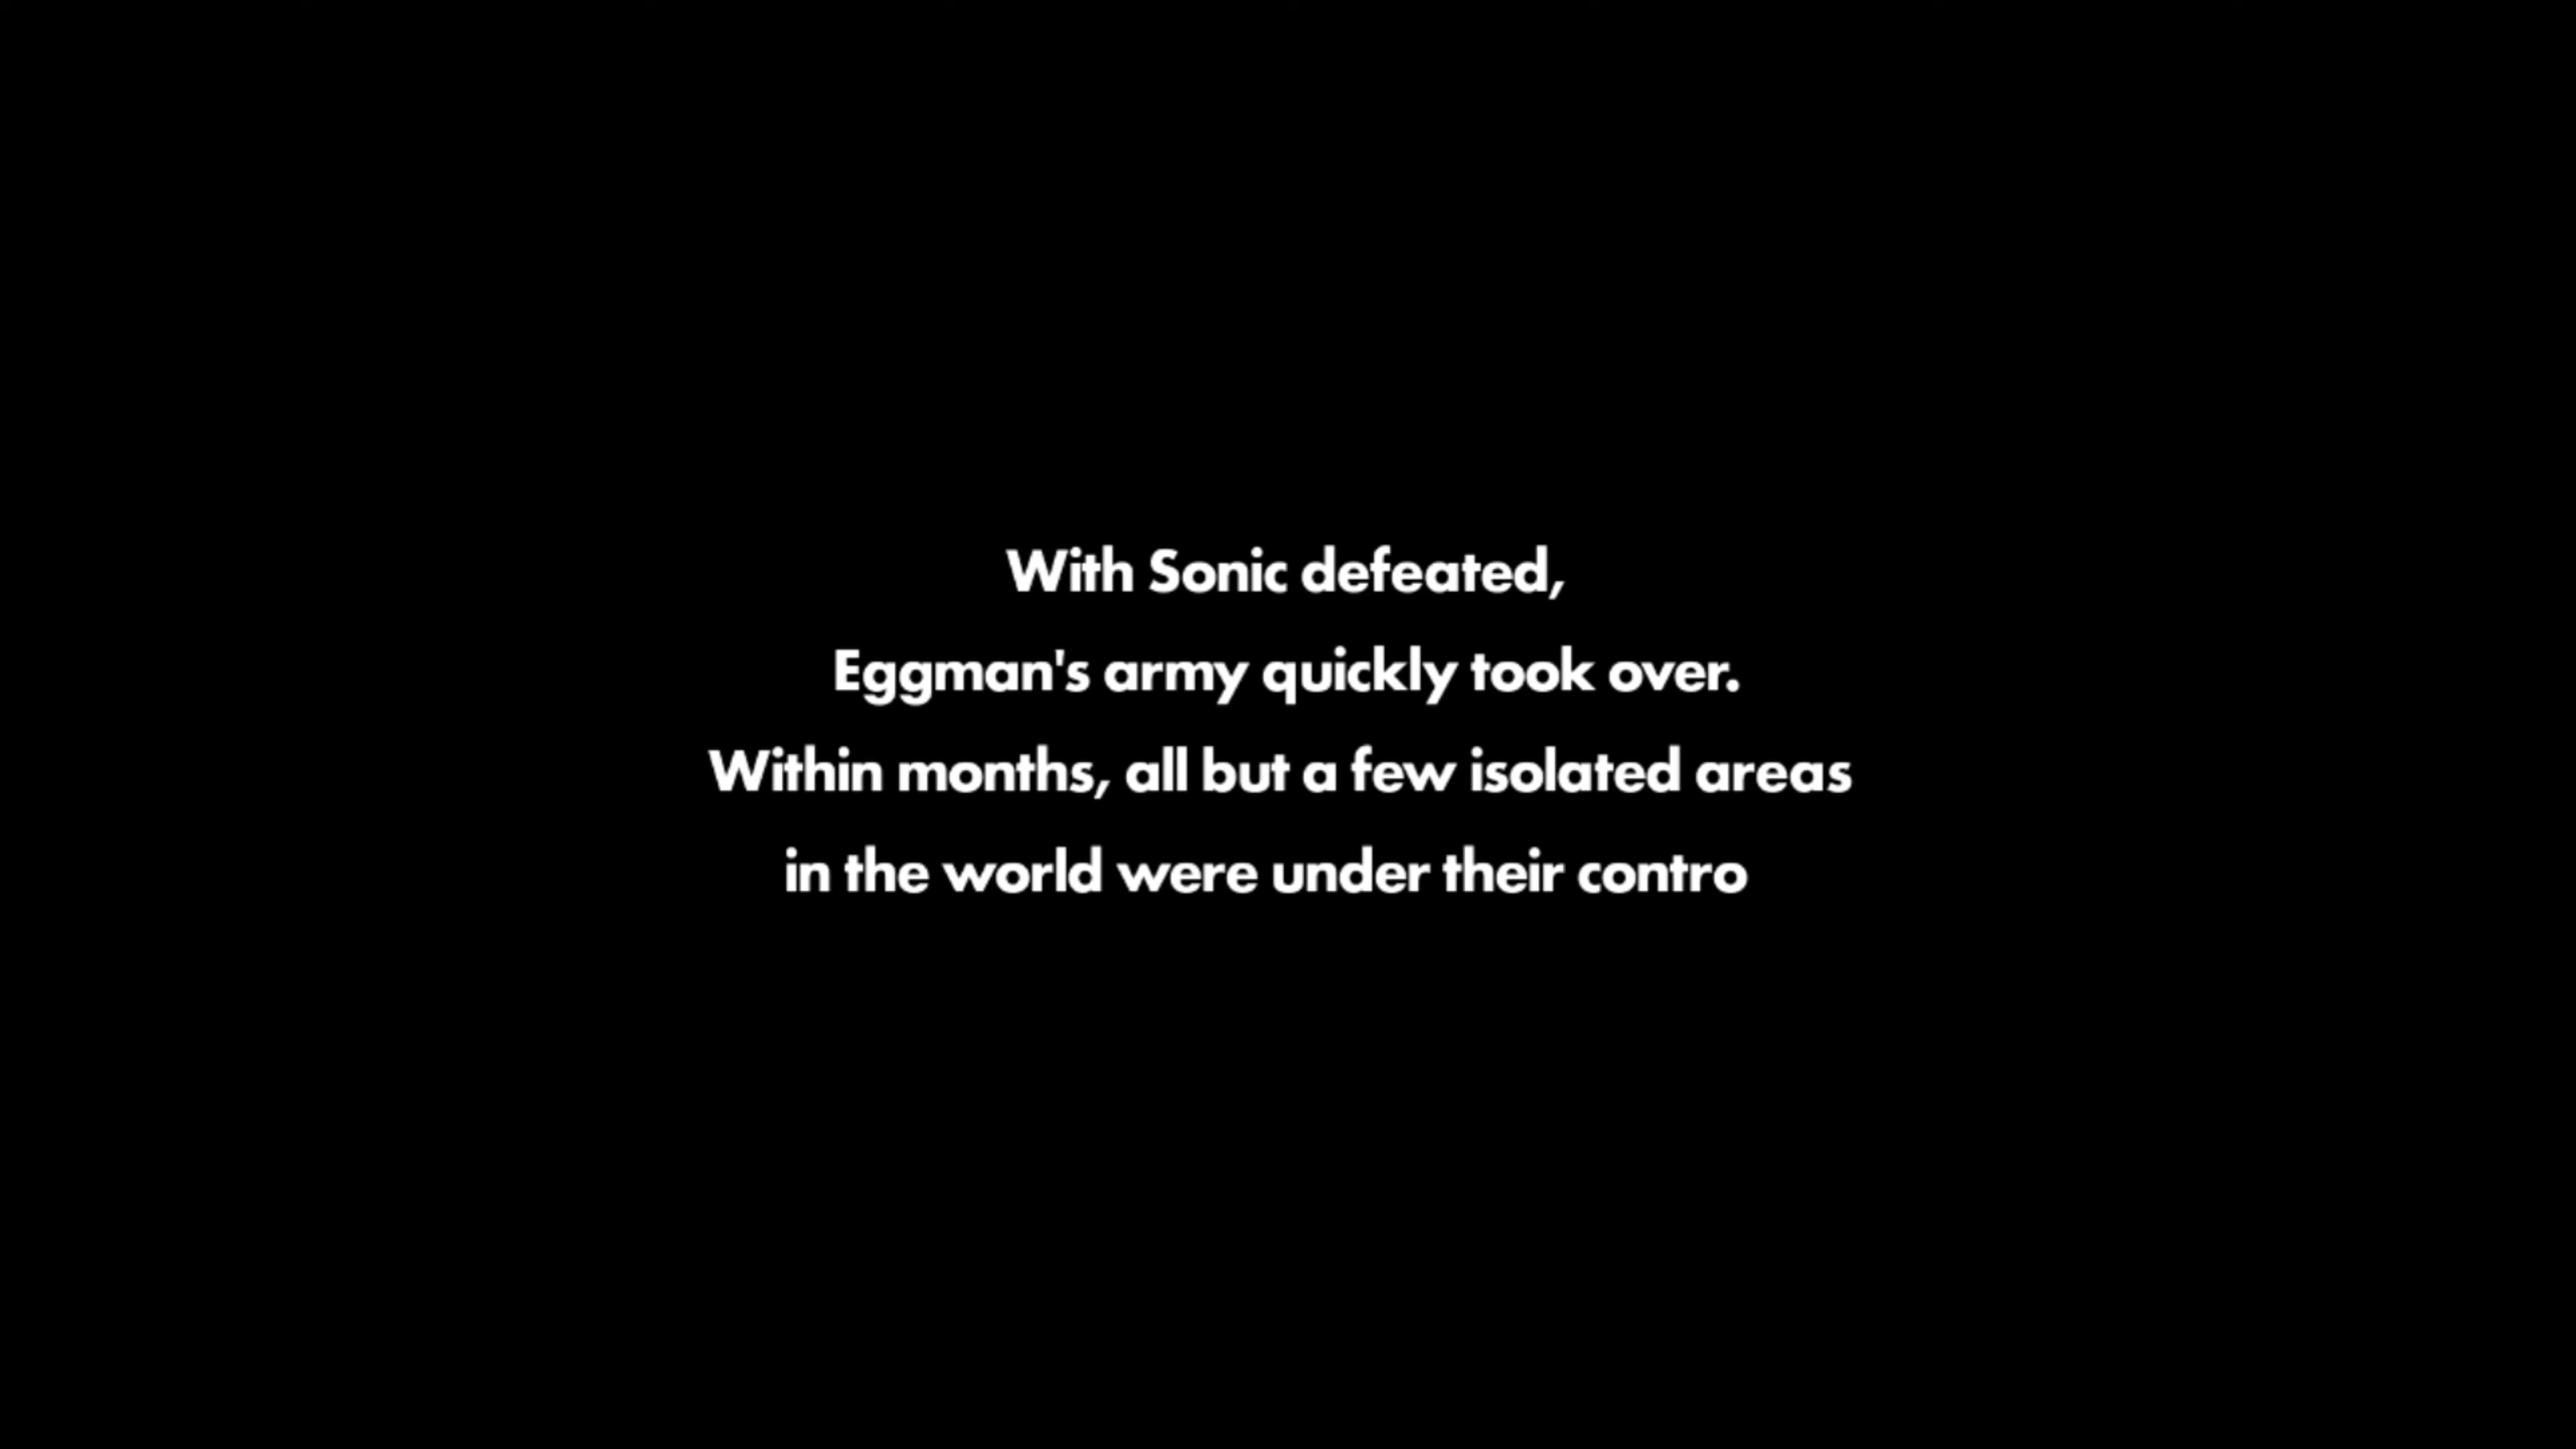 With Sonic defeated,
Eggman's army quickly took over.
Within months, all but a few isolated areas
in the world were under their contro